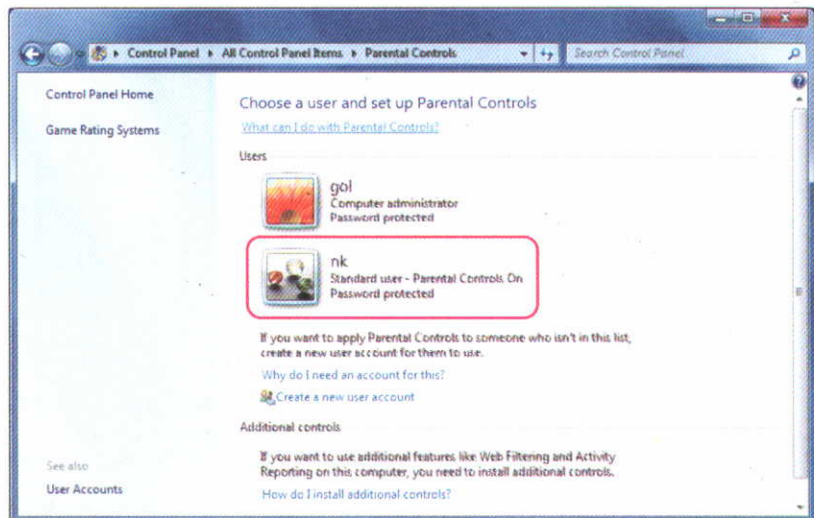 Control Panel ▸ All Control Panel Items ▸ Parental Controls
Search Control Panel
Control Panel Home
Game Rating Systems
Choose a user and set up Parental Controls
What can I do with Parental Controls?
Users
gol
Computer administrator
Password protected
nk
Standard user - Parental Controls On
Password protected
If you want to apply Parental Controls to someone who isn't in this list,
create a new user account for them to use.
Why do I need an account for this?
Create a new user account
Additional controls
If you want to use additional features like Web Filtering and Activity
Reporting on this computer, you need to install additional controls.
How do I install additional controls?
See also
User Accounts